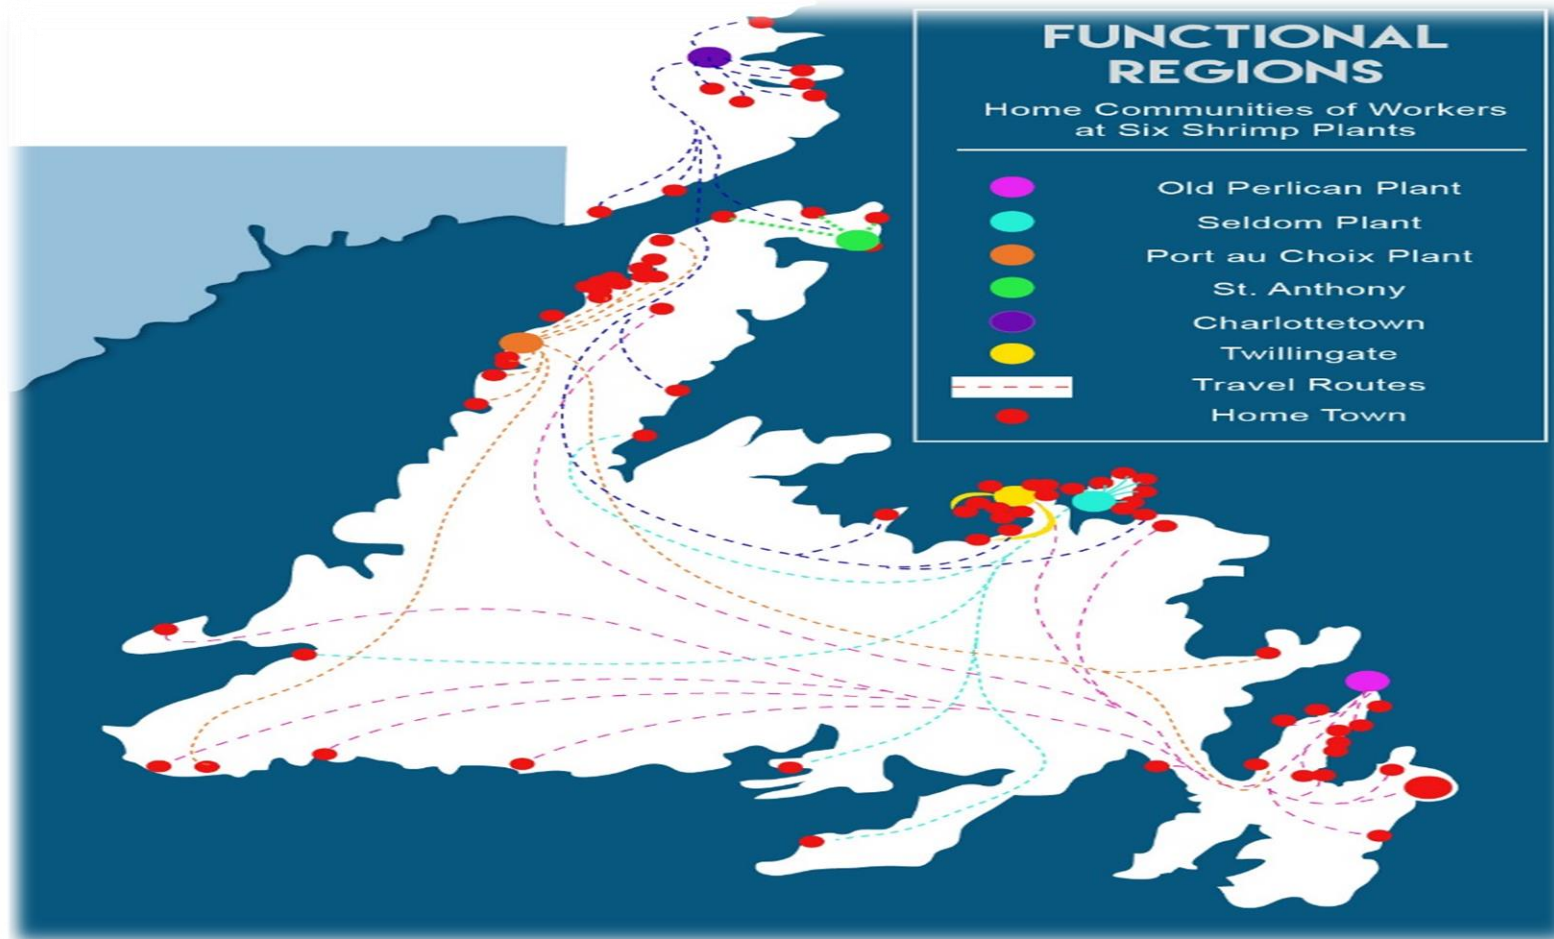 FUNCTIONAL
REGIONS
Home Communities of Workers
at Six Shrimp Plants
Old Perlican Plant
Seldom Plant
Port au Choix Plant
St. Anthony
Charlottetown
Twillingate
Travel Routes
Home Town